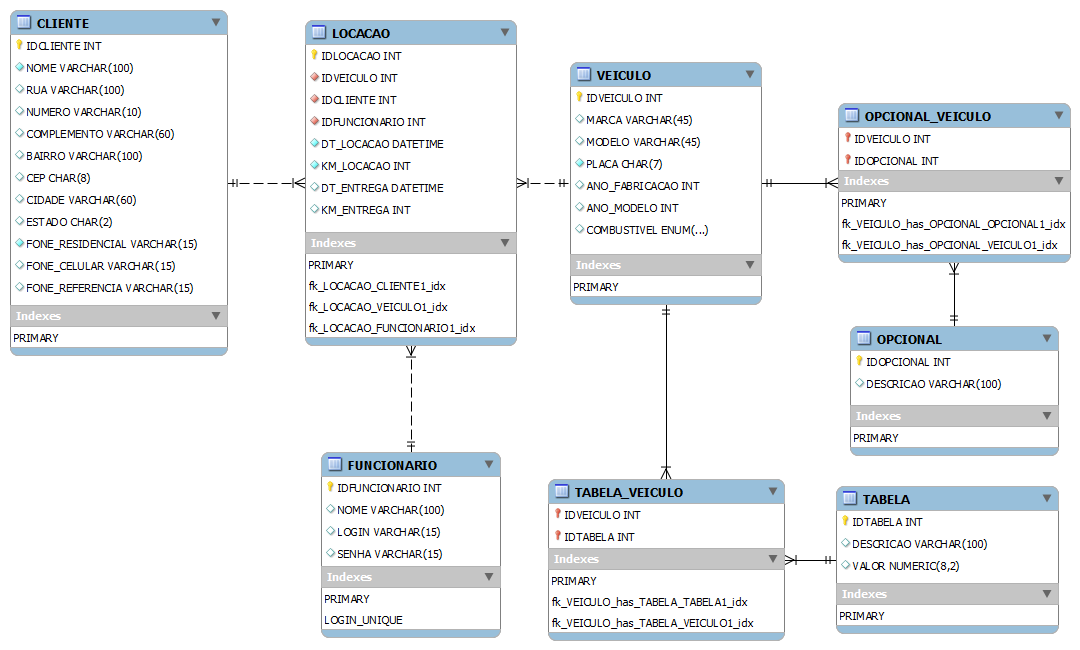 CLIENTE
IDCLIENTE INT
NOME VARCHAR(100)
RUA VARCHAR(100)
NUMERO VARCHAR(10)
COMPLEMENTO VARCHAR(60)
BAIRRO VARCHAR(100)
CEP CHAR(8)
CIDADE VARCHAR(60)
ESTADO CHAR(2)
FONE_RESIDENCIAL VARCHAR(15)
FONE_CELULAR VARCHAR(15)
FONE_REFERENCIA VARCHAR(15)
Indexes
PRIMARY
LOCACAO
IDLOCACAO INT
IDVEICULO INT
IDCLIENTE INT
IDFUNCIONARIO INT
DT_LOCACAO DATETIME
KM_LOCACAO INT
DT_ENTREGA DATETIME
KM_ENTREGA INT
Indexes
PRIMARY
fk_LOCACAO_CLIENTE1_idx
fk_LOCACAO_VEICULO1_idx
fk_LOCACAO_FUNCIONARIO1_idx
VEICULO
IDVEICULO INT
MARCA VARCHAR(45)
MODELO VARCHAR(45)
PLACA CHAR(7)
ANO_FABRICACAO INT
ANO_MODELO INT
COMBUSTIVEL ENUM(...)
Indexes
PRIMARY
OPCIONAL_VEICULO
IDVEICULO INT
IDOPCIONAL INT
Indexes
PRIMARY
fk_VEICULO_has_OPCIONAL_OPCIONAL1_idx
fk_VEICULO_has_OPCIONAL_VEICULO1_idx
OPCIONAL
IDOPCIONAL INT
DESCRICAO VARCHAR(100)
Indexes
PRIMARY
FUNCIONARIO
IDFUNCIONARIO INT
NOME VARCHAR(100)
LOGIN VARCHAR(15)
SENHA VARCHAR(15)
Indexes
PRIMARY
LOGIN_UNIQUE
TABELA_VEICULO
IDVEICULO INT
IDTABELA INT
Indexes
PRIMARY
fk_VEICULO_has_TABELA_TABELA1_idx
fk_VEICULO_has_TABELA_VEICULO1_idx
TABELA
IDTABELA INT
DESCRICAO VARCHAR(100)
VALOR NUMERIC(8,2)
Indexes
PRIMARY